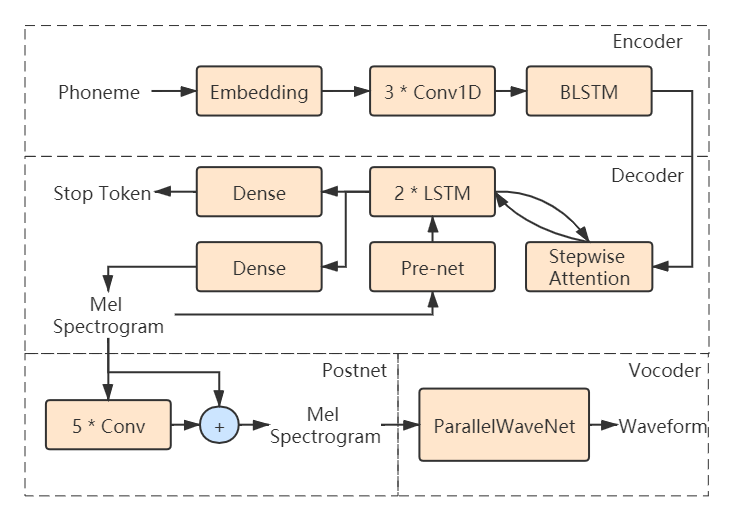 Encoder
Phoneme
Embedding
3 * Conv1D
BLSTM
Decoder
Stop Token
Dense
2 * LSTM
Dense
Pre-net
Stepwise
Attention
Mel
Spectrogram
Postnet
Vocoder
5 * Conv
+
Mel
Spectrogram
ParallelWaveNet
Waveform